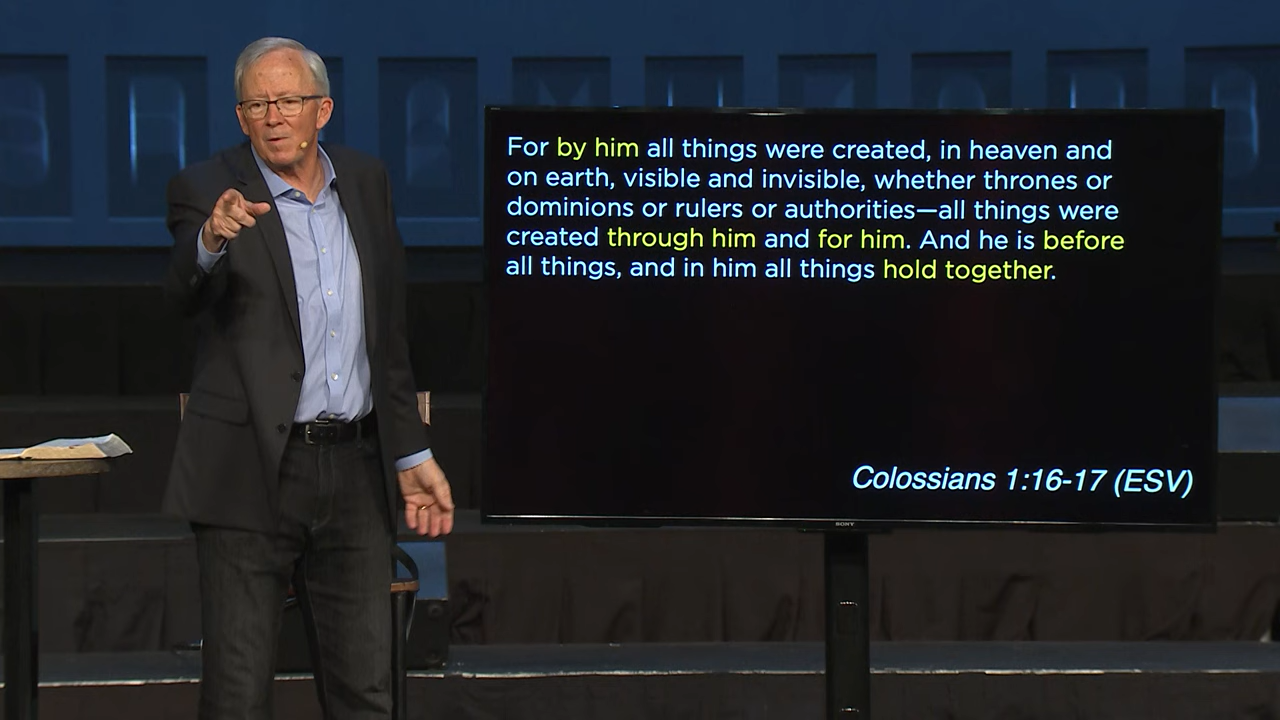 For by him all things were created, in heaven and
on earth, visible and invisible, whether thrones or
dominions or rulers or authorities—all things were
created through him and for him. And he is before
all things, and in him all things hold together.
Colossians 1:16-17 (ESV)
SONY